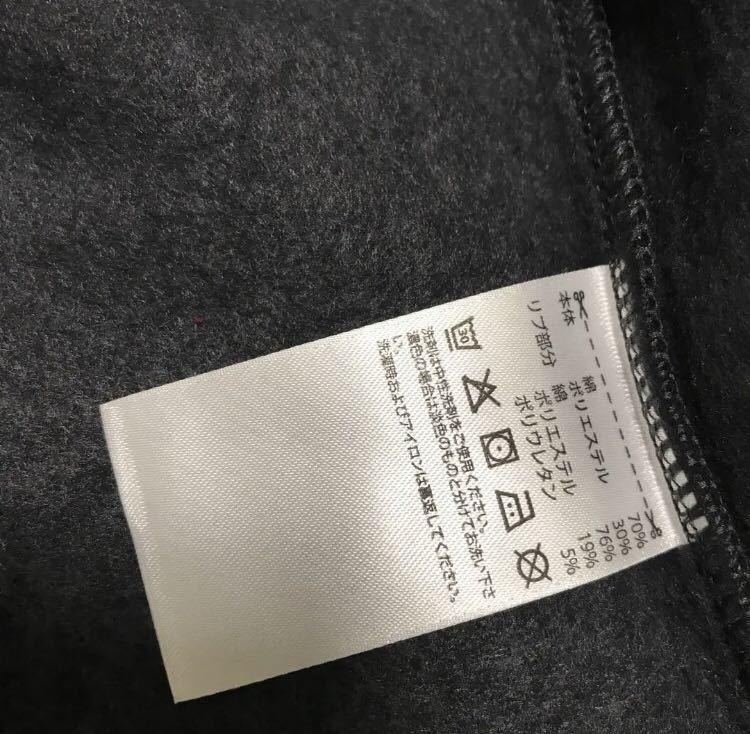 本体 綿 70%
ポリエステル 30%
リブ部分 綿 76%
ポリエステル 19%
ポリウレタン 5%
30
洗剤は中性洗剤をご使用ください。
濃色の場合は淡色のものと分けてお洗い下さ
い。
洗濯時およびアイロンは裏返してください。